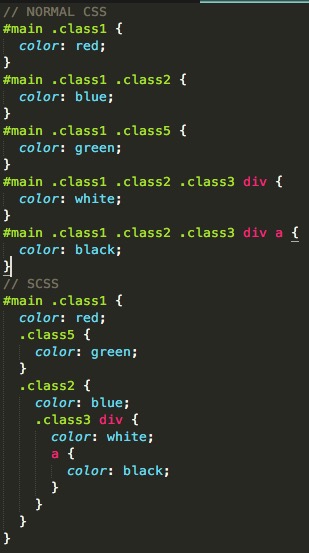 // NORMAL CSS
#main .class1 {
  color: red;
}
#main .class1 .class2 {
  color: blue;
}
#main .class1 .class5 {
  color: green;
}
#main .class1 .class2 .class3 div {
  color: white;
}
#main .class1 .class2 .class3 div a {
  color: black;
}
// SCSS
#main .class1 {
  color: red;
  .class5 {
    color: green;
  }
  .class2 {
    color: blue;
    .class3 div {
      color: white;
      a {
        color: black;
      }
    }
  }
}